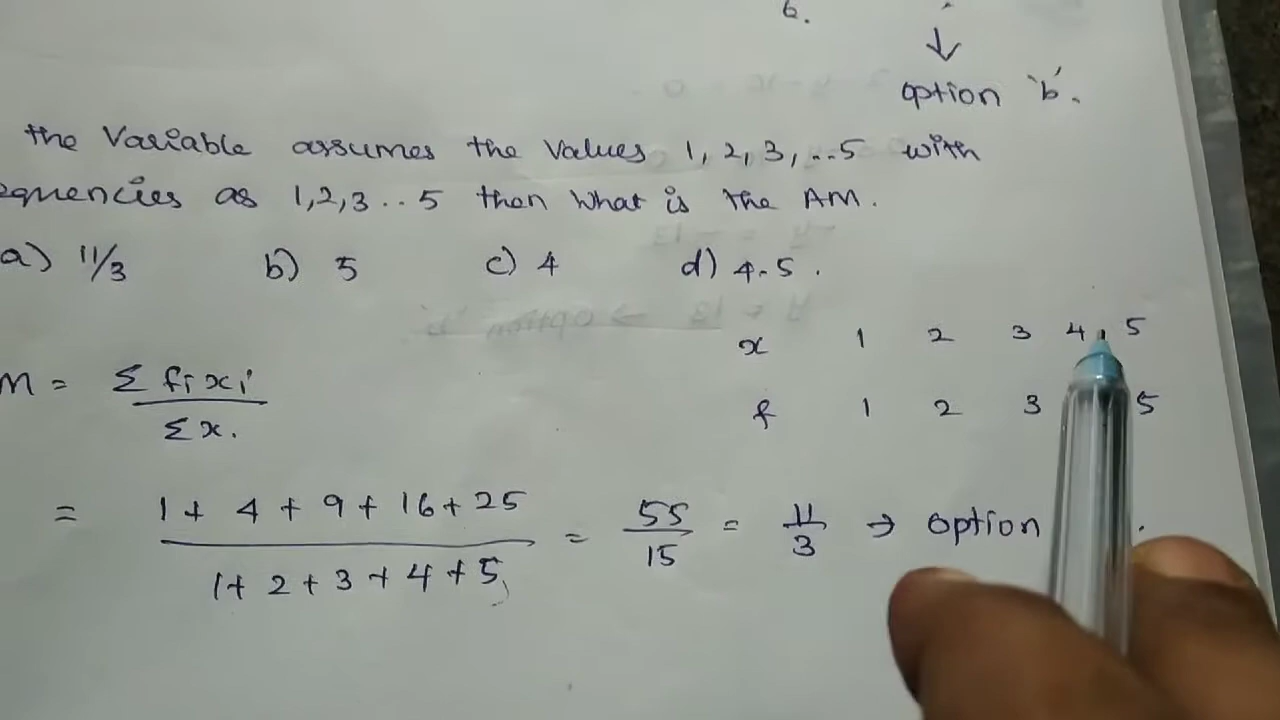 6.
↓
option 'b'.
the Variable assumes the Values 1, 2, 3, ..5 with
equencies as 1,2,3..5 then What is the AM.
a) 11/3 b) 5 c) 4 d) 4.5.
x 1 2 3 4 5
M = Σ fi xi / Σ x.
f 1 2 3 5
= 1 + 4 + 9 + 16 + 25 / 1 + 2 + 3 + 4 + 5 = 55/15 = 11/3 → option .